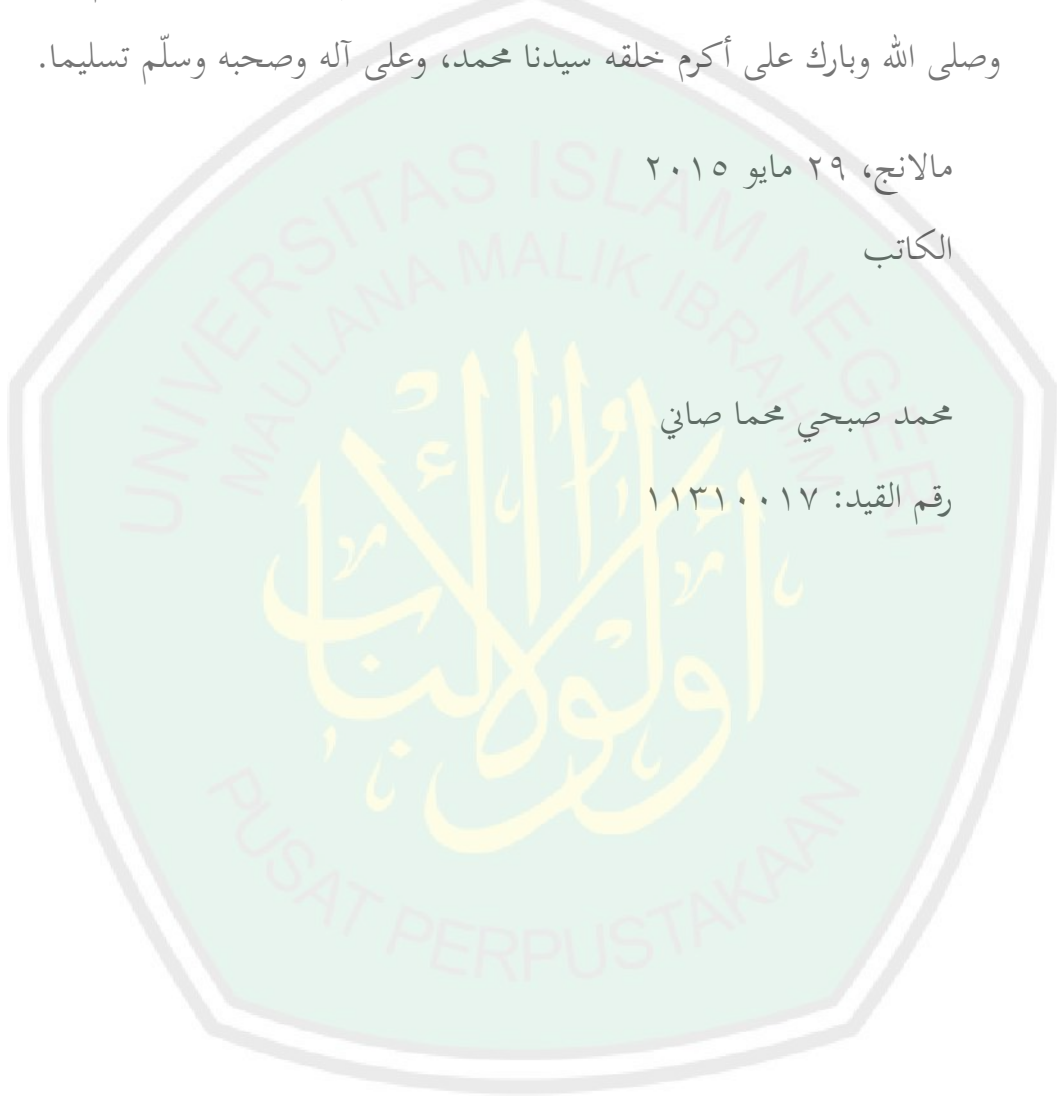 وصلى الله وبارك على أكرم خلقه سيدنا محمد، وعلى آله وصحبه وسلّم تسليما.
مالانج، ٢٩ مايو ٢٠١٥
الكاتب
محمد صبحي محما صاني
رقم القيد: ١١٣١٠٠١٧
UNIVERSITAS ISLAM NEGERI
MAULANA MALIK IBRAHIM
أولوا الألباب
PUSAT PERPUSTAKAAN